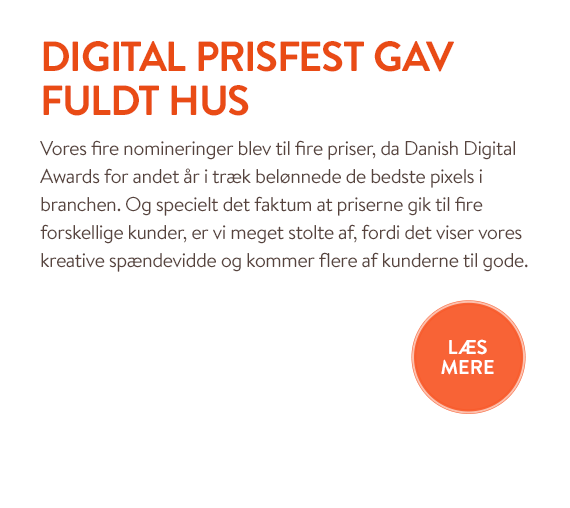 DIGITAL PRISFEST GAV
FULDT HUS
Vores fire nomineringer blev til fire priser, da Danish Digital
Awards for andet år i træk belønnede de bedste pixels i
branchen. Og specielt det faktum at priserne gik til fire
forskellige kunder, er vi meget stolte af, fordi det viser vores
kreative spændevidde og kommer flere af kunderne til gode.
LÆS
MERE